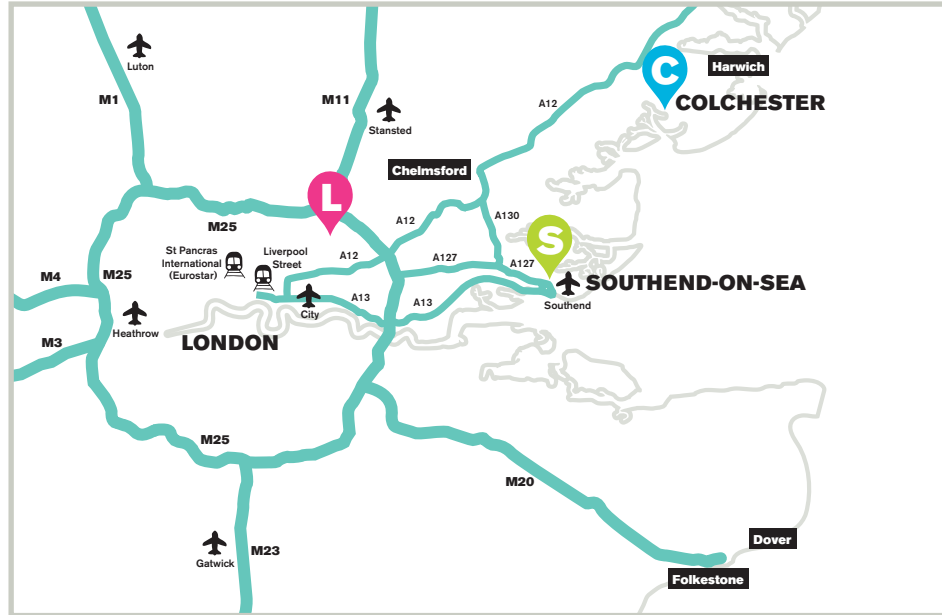 Luton
M1
M11
Stansted
C
Harwich
COLCHESTER
A12
Chelmsford
L
M25
A12
A130
S
St Pancras
International
(Eurostar)
Liverpool
Street
A12
A127
A127
M4
M25
SOUTHEND-ON-SEA
Southend
A13
A13
City
Heathrow
M3
LONDON
M25
M20
M23
Gatwick
Dover
Folkestone